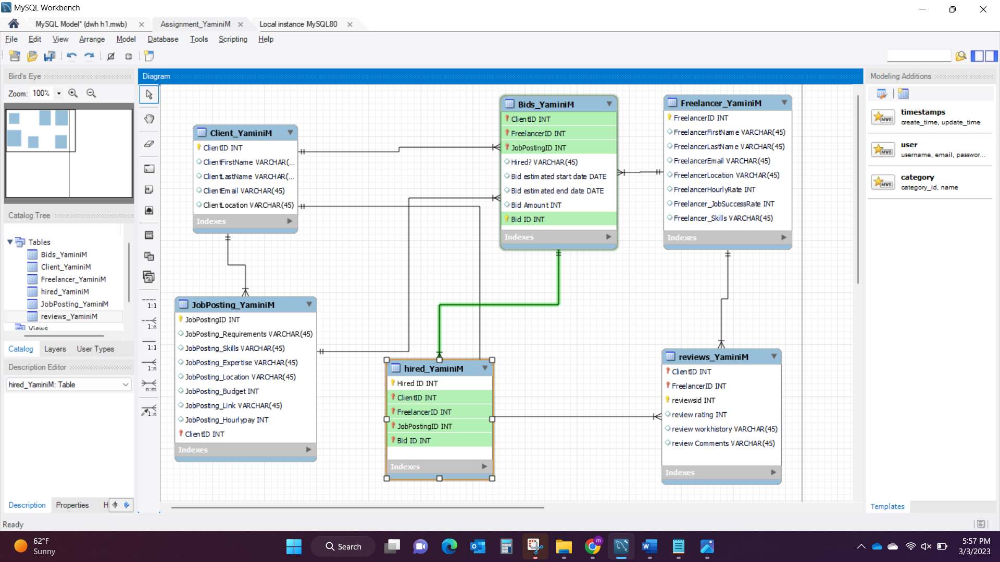 MySQL Workbench
MySQL Model* (dwh h1.mwb)
Assignment_YaminiM
Local instance MySQL80
File Edit View Arrange Model Database Tools Scripting Help
Bird's Eye
Zoom: 100%
Catalog Tree
Tables
Bids_YaminiM
Client_YaminiM
Freelancer_YaminiM
hired_YaminiM
JobPosting_YaminiM
reviews_YaminiM
Views
Catalog Layers User Types
Description Editor
hired_YaminiM: Table
Description Properties H
Ready
Diagram
1:1
1:n
1:1
1:n
n:m
1:n
Client_YaminiM
ClientID INT
ClientFirstName VARCHAR(...
ClientLastName VARCHAR(...
ClientEmail VARCHAR(45)
ClientLocation VARCHAR(45)
Indexes
JobPosting_YaminiM
JobPostingID INT
JobPosting_Requirements VARCHAR(45)
JobPosting_Skills VARCHAR(45)
JobPosting_Expertise VARCHAR(45)
JobPosting_Location VARCHAR(45)
JobPosting_Budget INT
JobPosting_Link VARCHAR(45)
JobPosting_Hourlypay INT
ClientID INT
Indexes
Bids_YaminiM
ClientID INT
FreelancerID INT
JobPostingID INT
Hired? VARCHAR(45)
Bid estimated start date DATE
Bid estimated end date DATE
Bid Amount INT
Bid ID INT
Indexes
hired_YaminiM
Hired ID INT
ClientID INT
FreelancerID INT
JobPostingID INT
Bid ID INT
Indexes
Freelancer_YaminiM
FreelancerID INT
FreelancerFirstName VARCHAR(45)
FreelancerLastName VARCHAR(45)
FreelancerEmail VARCHAR(45)
FreelancerLocation VARCHAR(45)
FreelancerHourlyRate INT
Freelancer_JobSuccessRate INT
Freelancer_Skills VARCHAR(45)
Indexes
reviews_YaminiM
ClientID INT
FreelancerID INT
reviewsid INT
review rating INT
review workhistory VARCHAR(45)
review Comments VARCHAR(45)
Indexes
Modeling Additions
MWB
timestamps
create_time, update_time
MWB
user
username, email, passwor...
MWB
category
category_id, name
Templates
62°F
Sunny
Search
m
W
5:57 PM
3/3/2023